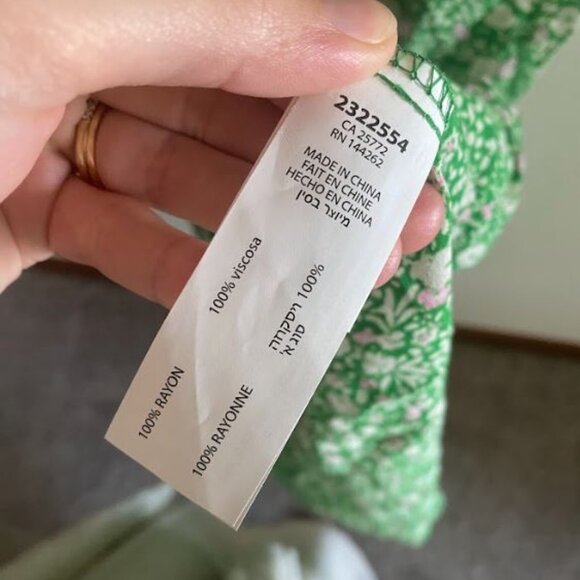 2322554
CA 25772
RN 144262
MADE IN CHINA
FAIT EN CHINE
HECHO EN CHINA
מיוצר בסין
100% viscosa
100% ויסקחה
סוג א'
100% RAYON
100% RAYONNE